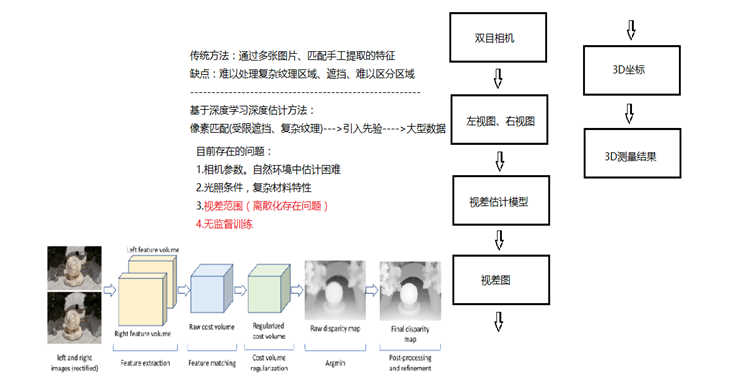 传统方法：通过多张图片、匹配手工提取的特征
缺点：难以处理复杂纹理区域、遮挡、难以区分区域
基于深度学习深度估计方法：
像素匹配(受限遮挡、复杂纹理)--->引入先验---->大型数据
目前存在的问题：
1.相机参数。自然环境中估计困难
2.光照条件，复杂材料特性
3.视差范围（离散化存在问题）
4.无监督训练
双目相机
左视图、右视图
视差估计模型
视差图
3D坐标
3D测量结果
Left feature volume
Right feature volume
Raw cost volume
Regularized
cost volume
Raw disparity map
Final disparity
map
left and right
images (rectified)
Feature extraction
Feature matching
Cost volume
regularization
Argmin
Post-processing
and refinement